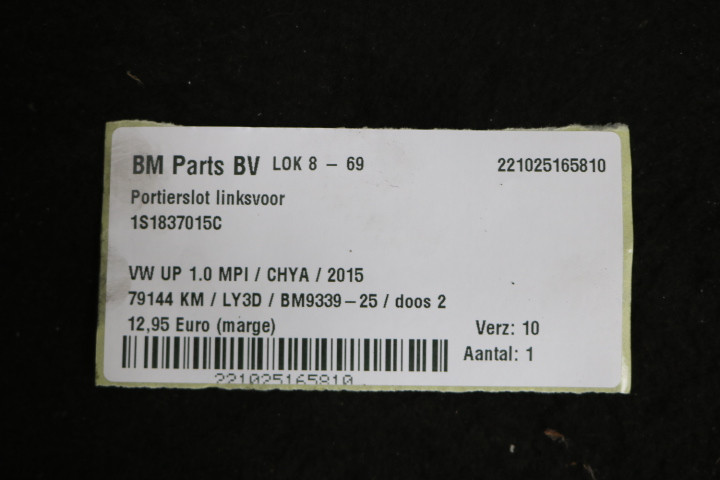 BM Parts BV LOK 8 - 69 221025165810
Portierslot linksvoor
1S1837015C
VW UP 1.0 MPI / CHYA / 2015
79144 KM / LY3D / BM9339-25 / doos 2
12,95 Euro (marge) Verz: 10
Aantal: 1
221025165810